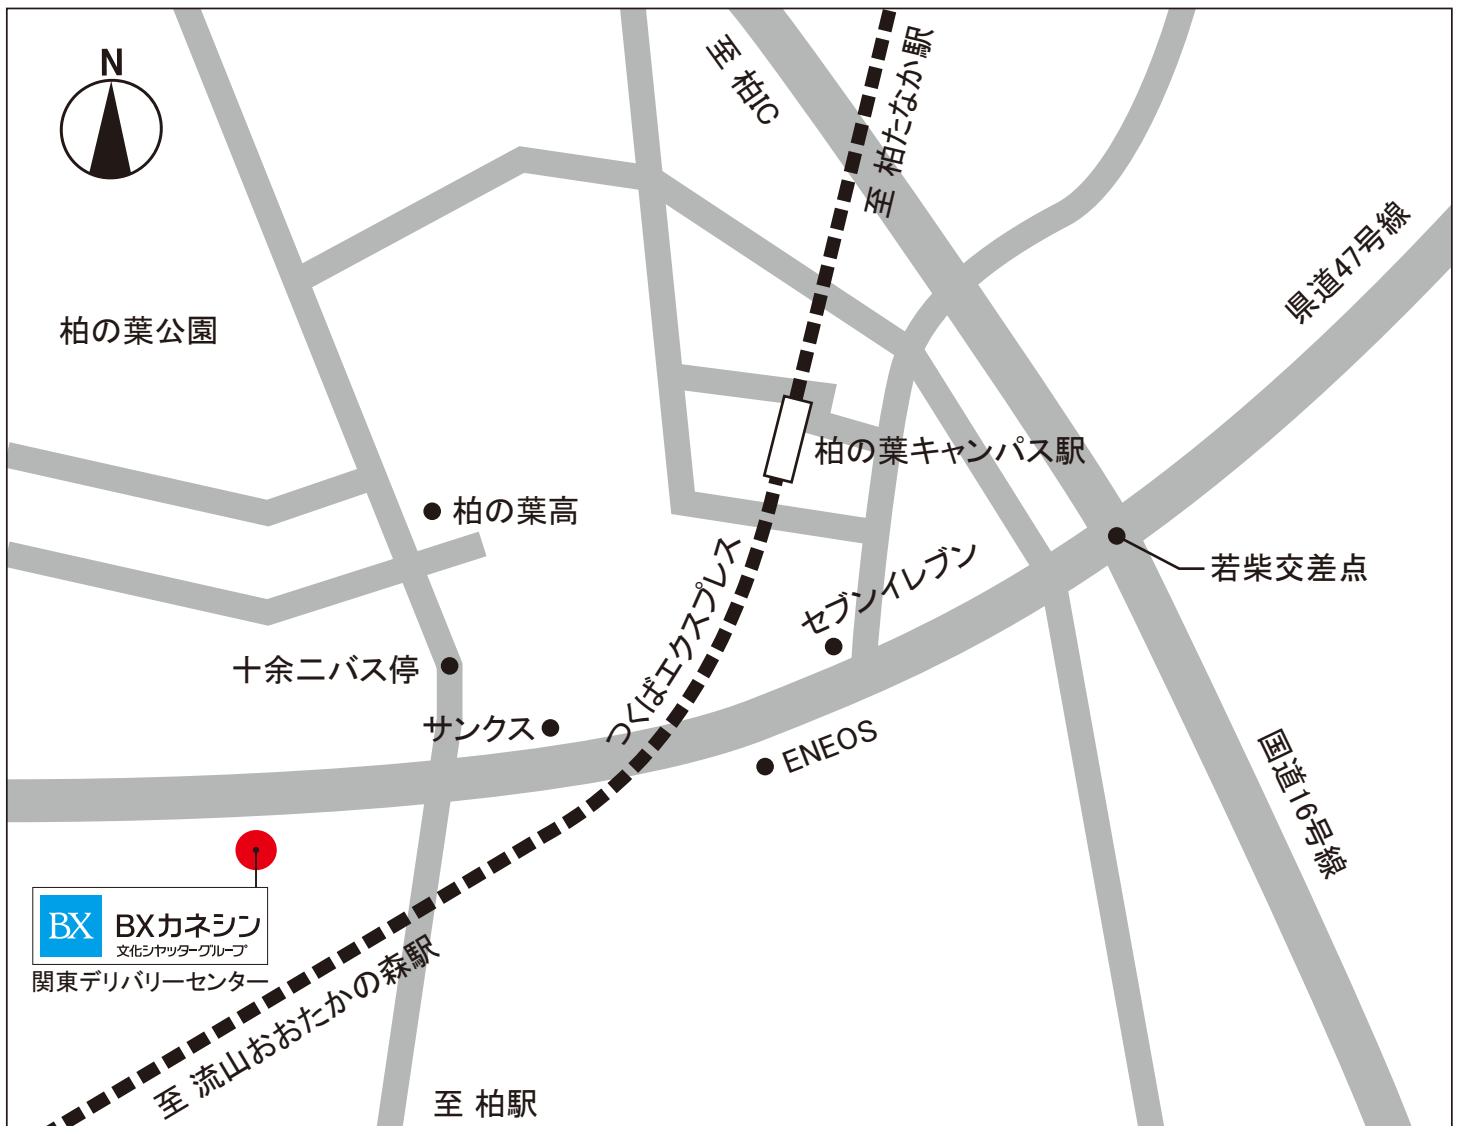 N
至 柏IC
至 柏たなか駅
県道47号線
柏の葉公園
柏の葉キャンパス駅
柏の葉高
若柴交差点
つくばエクスプレス
セブンイレブン
十余二バス停
サンクス
ENEOS
国道16号線
BX
BXカネシン
文化シヤッターグループ
関東デリバリーセンター
至 流山おおたかの森駅
至 柏駅